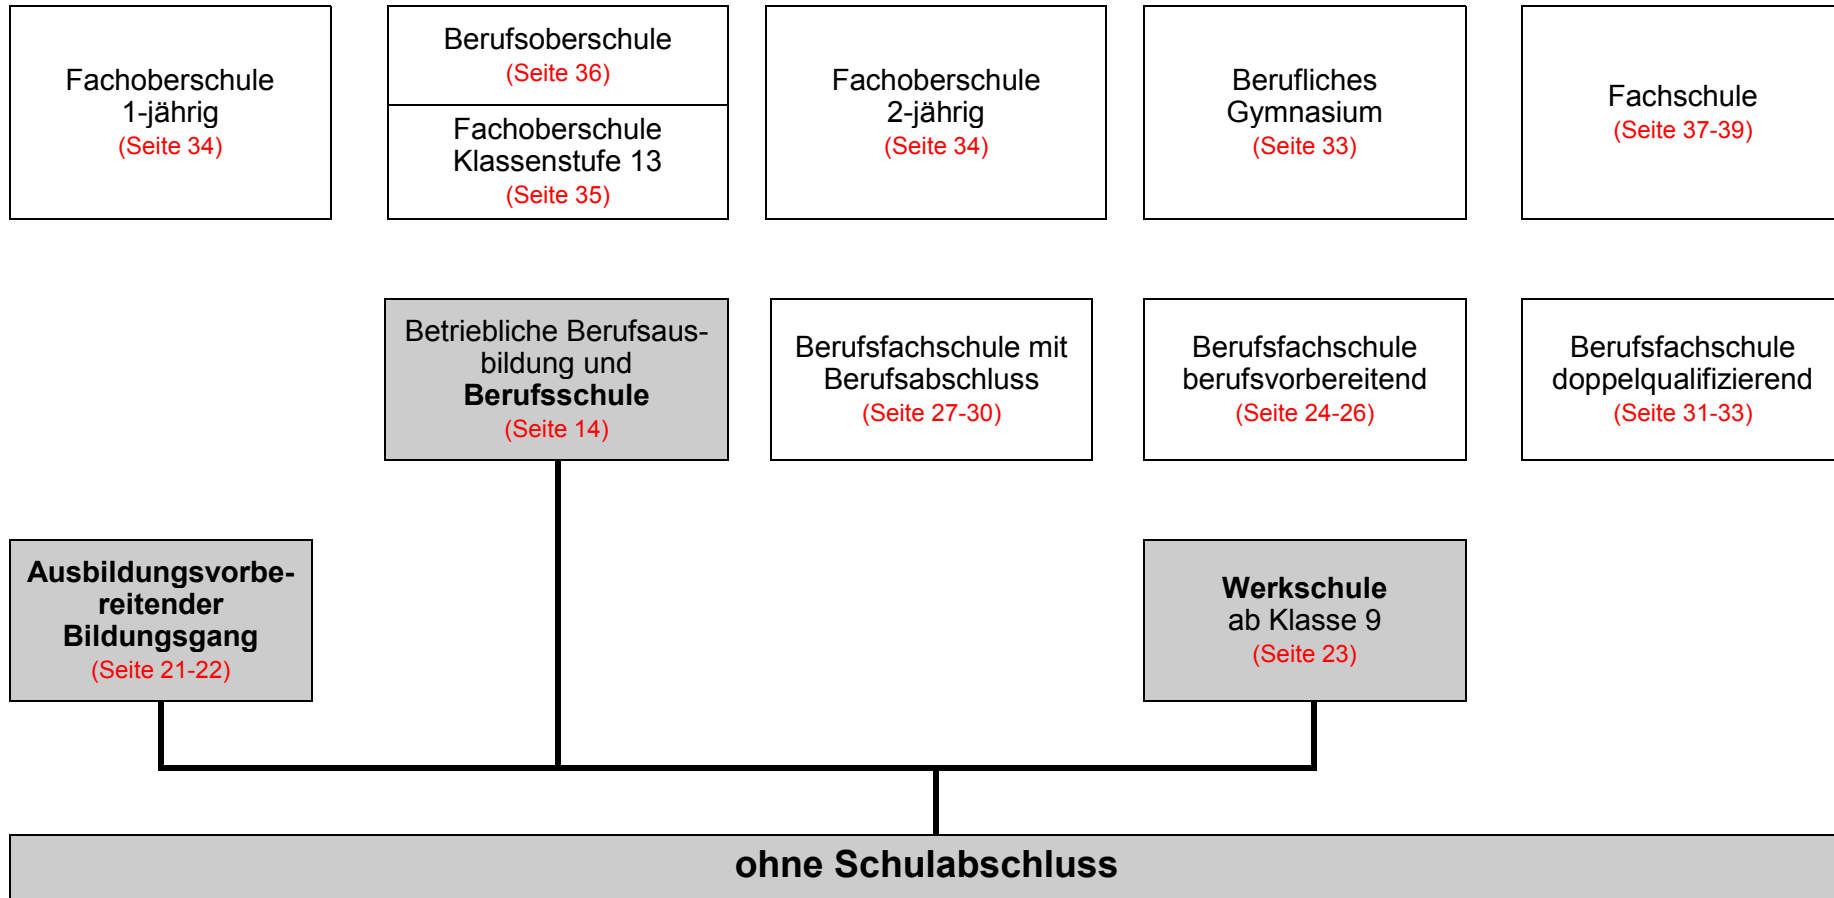 Fachoberschule
1-jährig
(Seite 34)
Berufsoberschule
(Seite 36)
Fachoberschule
Klassenstufe 13
(Seite 35)
Fachoberschule
2-jährig
(Seite 34)
Berufliches
Gymnasium
(Seite 33)
Fachschule
(Seite 37-39)
Betriebliche Berufsaus-
bildung und
Berufsschule
(Seite 14)
Berufsfachschule mit
Berufsabschluss
(Seite 27-30)
Berufsfachschule
berufsvorbereitend
(Seite 24-26)
Berufsfachschule
doppelqualifizierend
(Seite 31-33)
Ausbildungsvorbe-
reitender
Bildungsgang
(Seite 21-22)
Werkschule
ab Klasse 9
(Seite 23)
ohne Schulabschluss